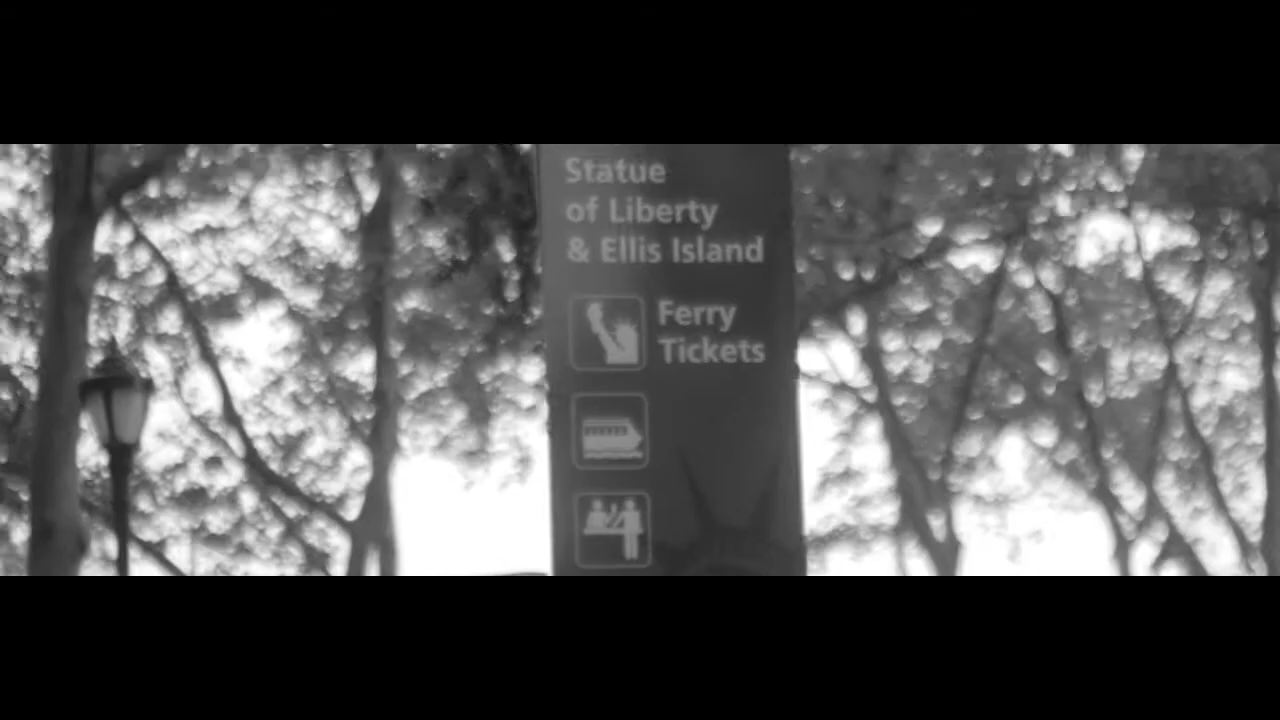 Statue
of Liberty
& Ellis Island
Ferry
Tickets